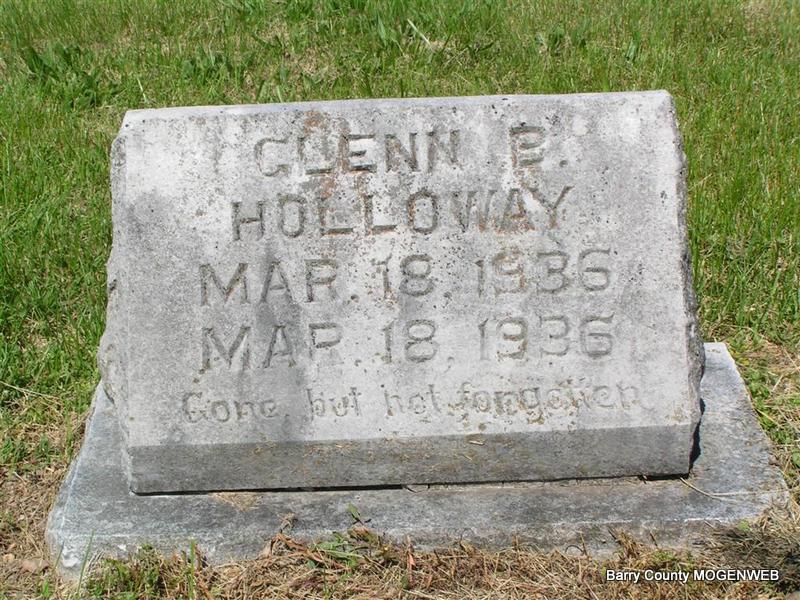 GLENN B.
HOLLOWAY
MAR. 18, 1936
MAR. 18, 1936
Gone, but not forgotten
Barry County MOGENWEB